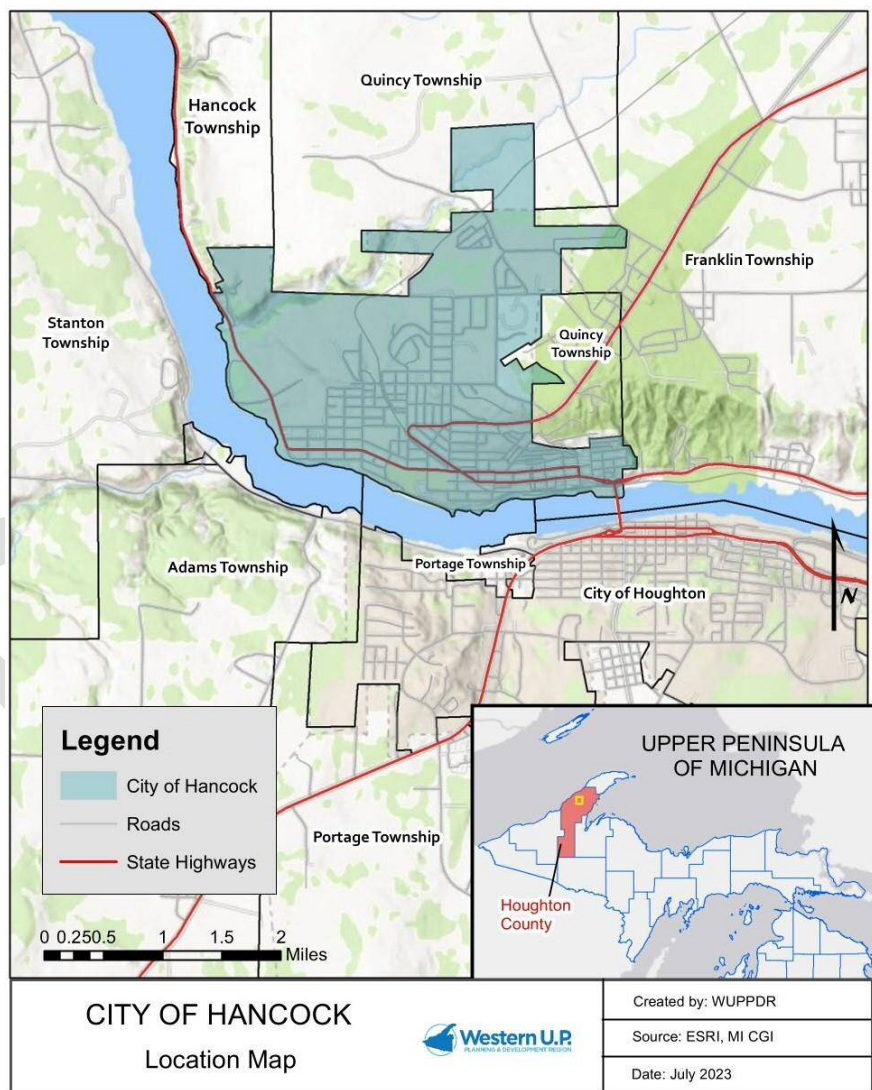 Quincy Township
Hancock
Township
Franklin Township
Stanton
Township
Quincy
Township
Adams Township
Portage Township
City of Houghton
N
Legend
City of Hancock
Roads
State Highways
Portage Township
0 0.25 0.5 1 1.5 2
Miles
UPPER PENINSULA
OF MICHIGAN
Houghton
County
CITY OF HANCOCK
Location Map
Western U.P.
PLANNING & DEVELOPMENT REGION
Created by: WUPPDR
Source: ESRI, MI CGI
Date: July 2023